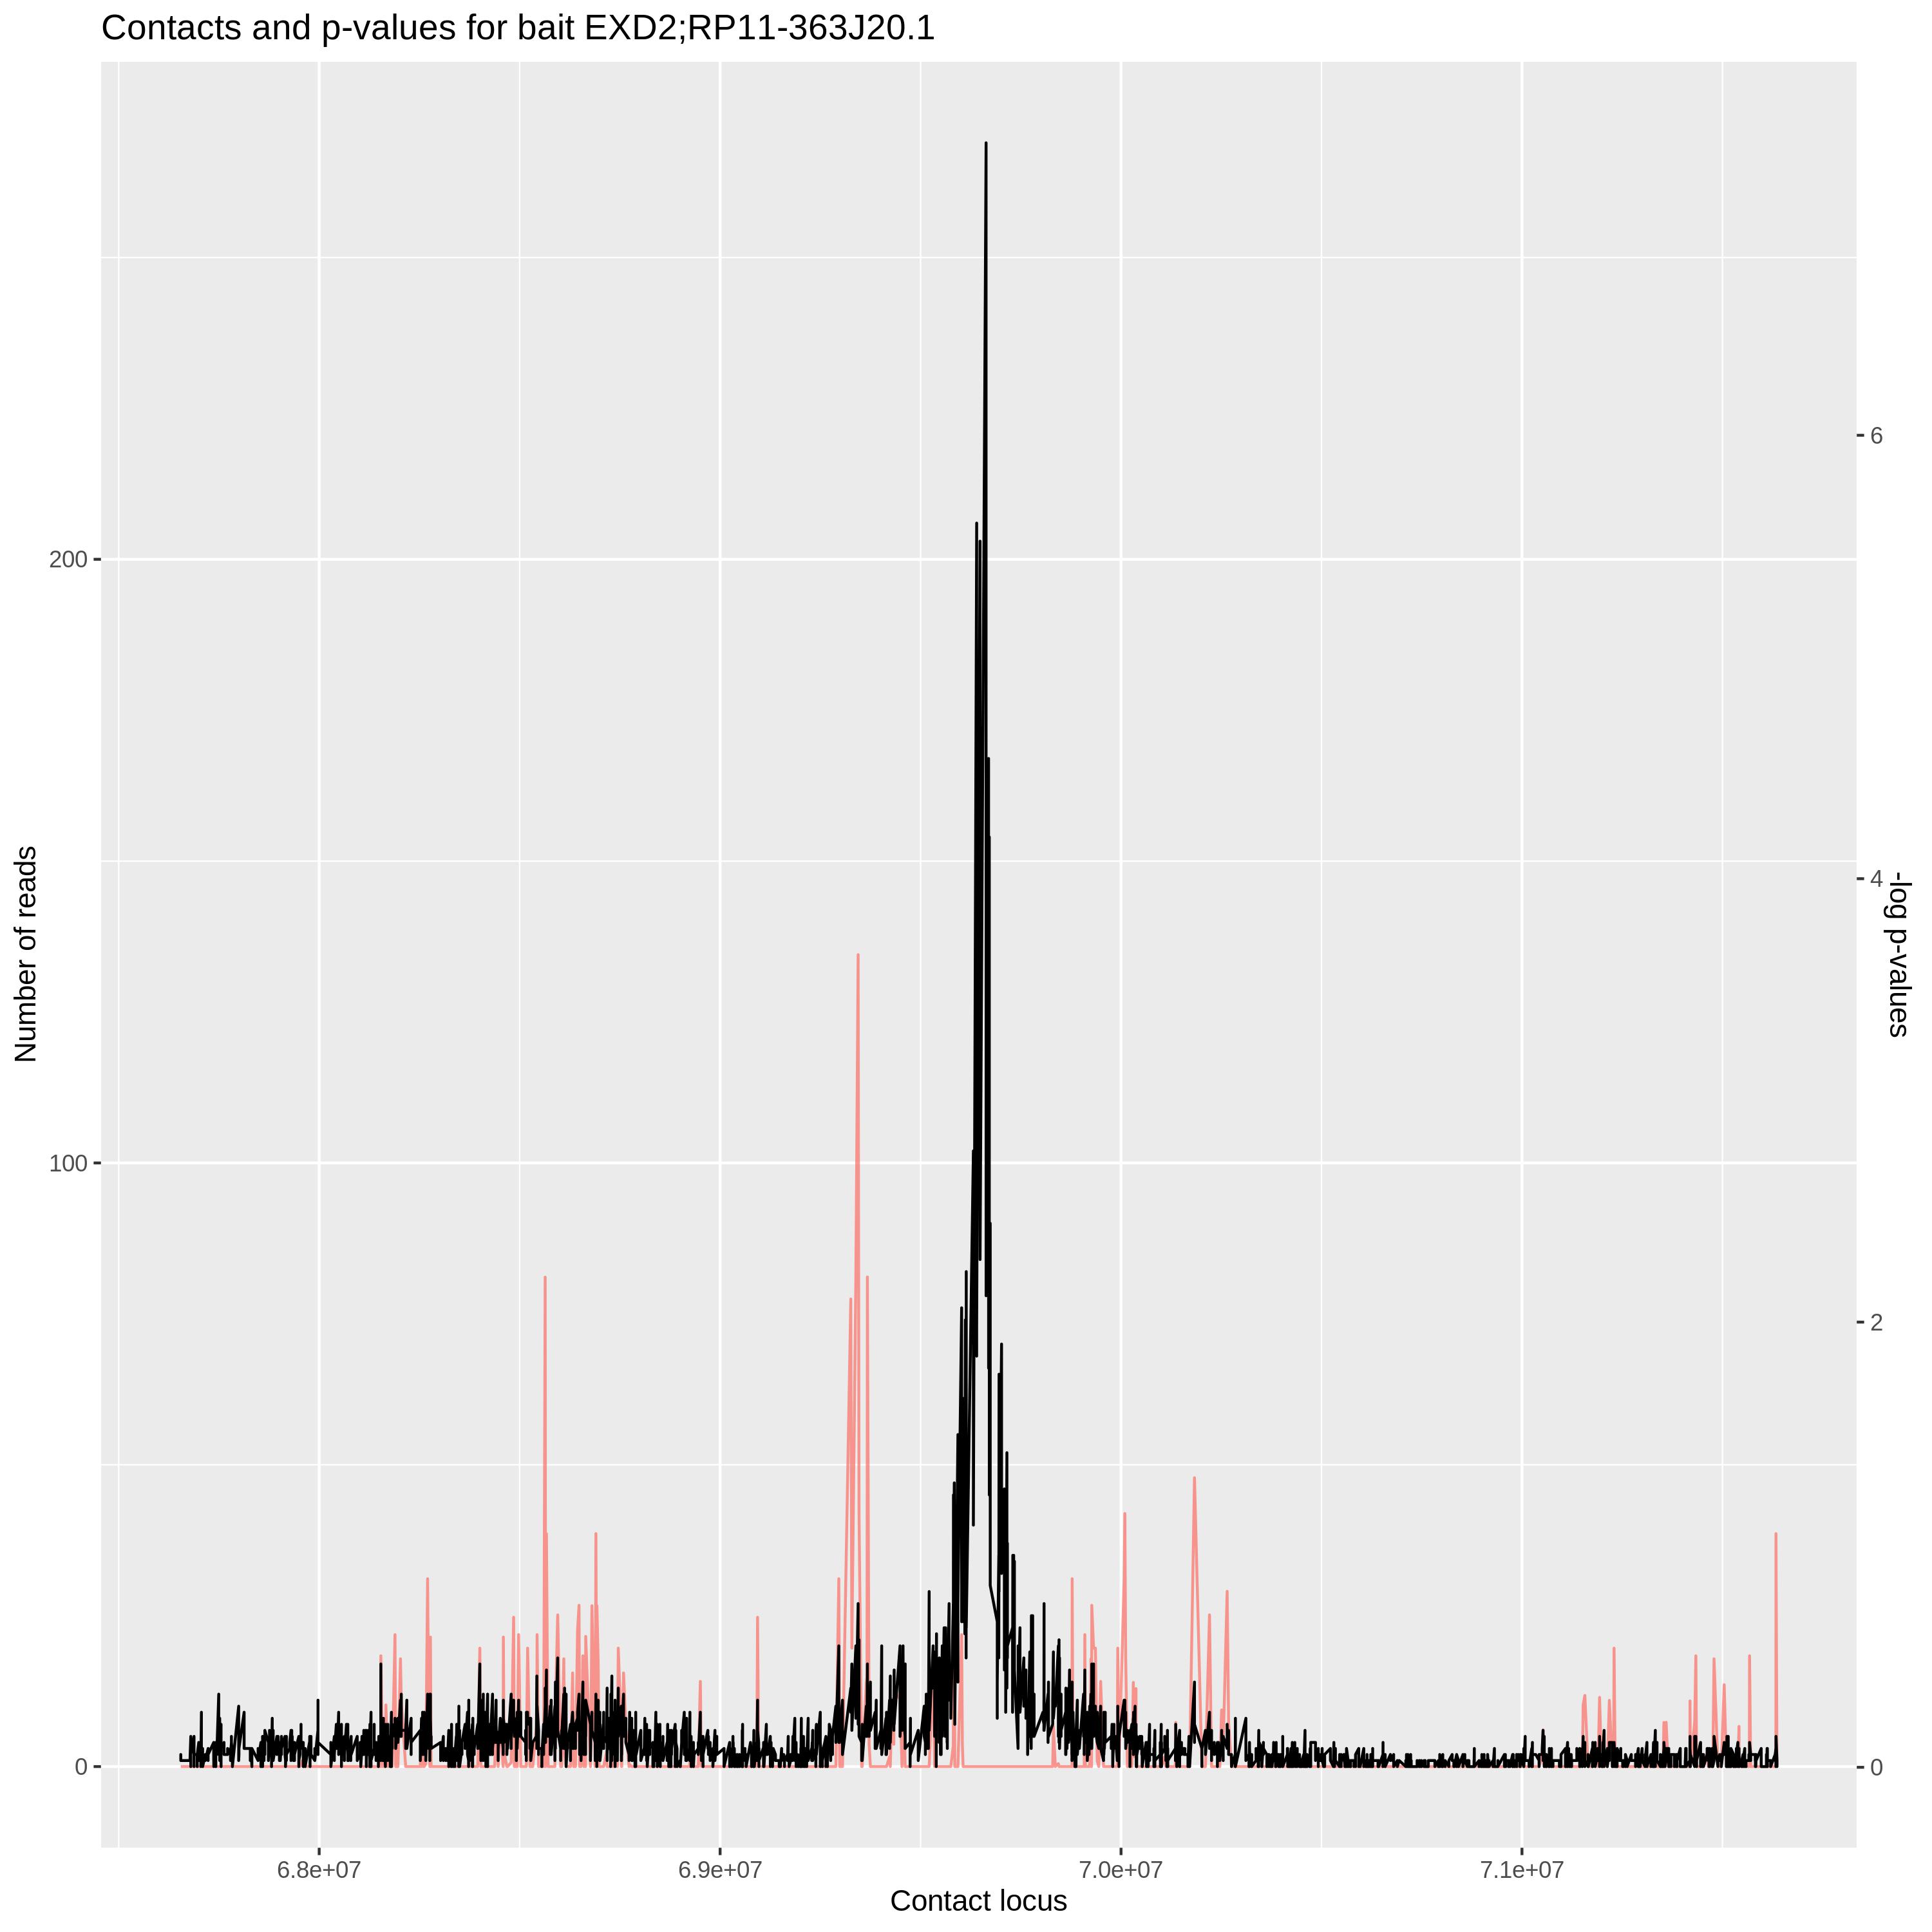 Contacts and p-values for bait EXD2;RP11-363J20.1
Number of reads
200
100
0
6
4
2
0
-log p-values
6.8e+07
6.9e+07
7.0e+07
7.1e+07
Contact locus